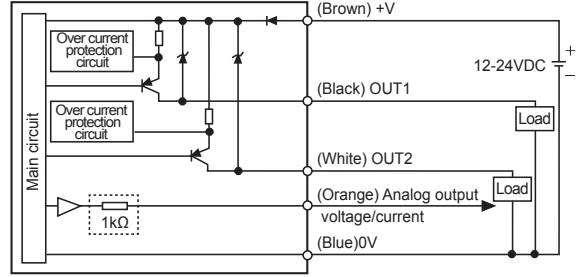 (Brown) +V
Over current
protection
circuit
12-24VDC
+
−
(Black) OUT1
Over current
protection
circuit
Load
Main circuit
(White) OUT2
Load
(Orange) Analog output
voltage/current
1kΩ
(Blue)0V